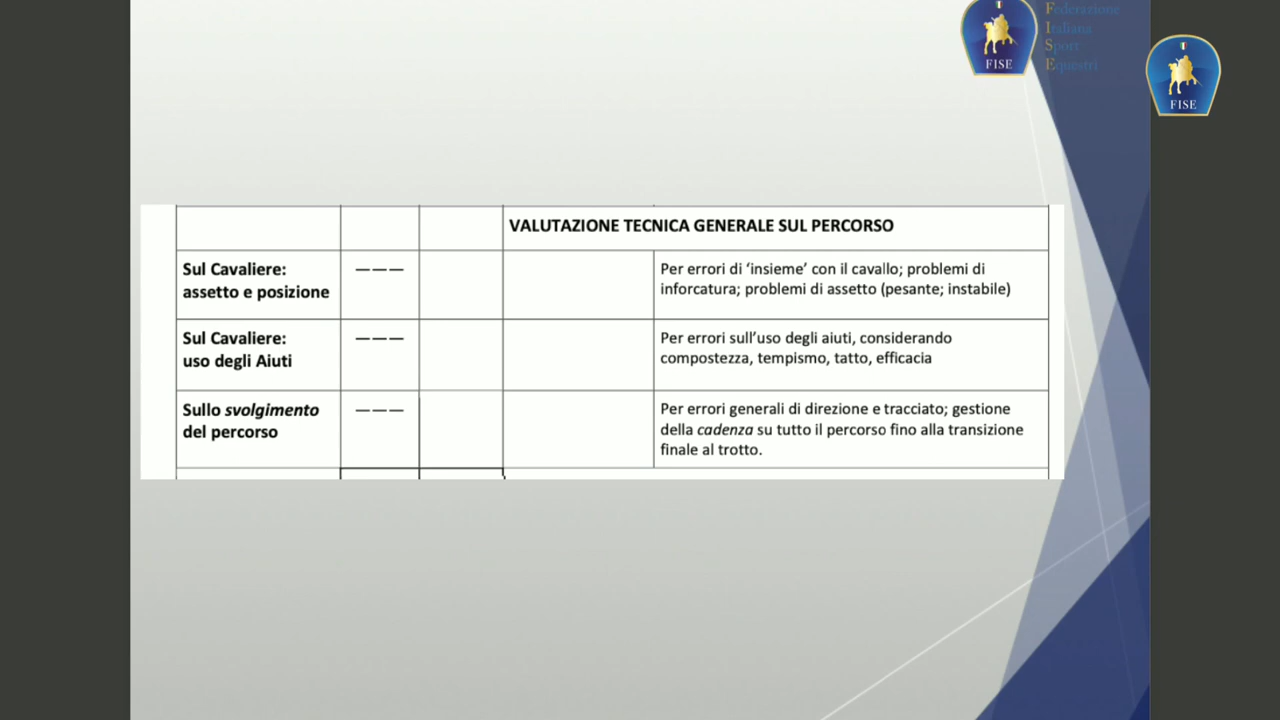 Federazione
Italiana
Sport
Equestri
FISE
FISE
VALUTAZIONE TECNICA GENERALE SUL PERCORSO
Sul Cavaliere:
assetto e posizione
———
Per errori di ‘insieme’ con il cavallo; problemi di
inforcatura; problemi di assetto (pesante; instabile)
Sul Cavaliere:
uso degli Aiuti
———
Per errori sull’uso degli aiuti, considerando
compostezza, tempismo, tatto, efficacia
Sullo svolgimento
del percorso
———
Per errori generali di direzione e tracciato; gestione
della cadenza su tutto il percorso fino alla transizione
finale al trotto.